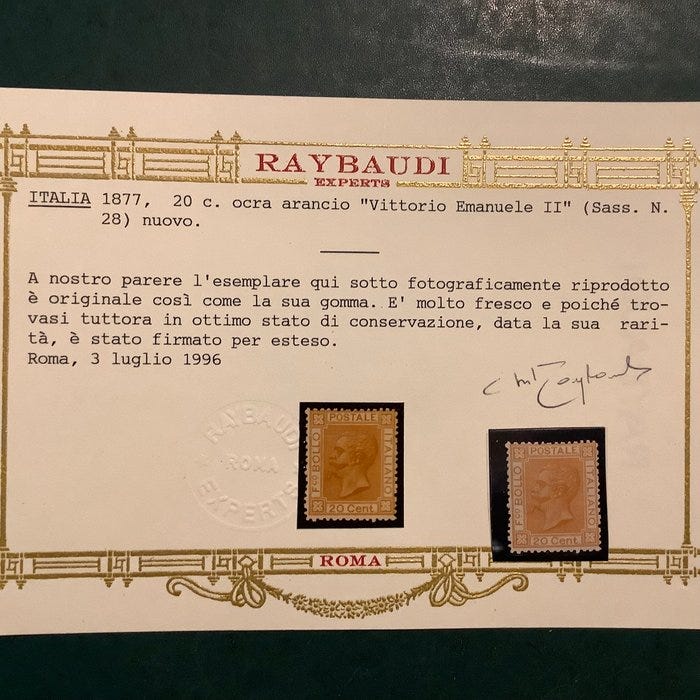 RAYBAUDI
EXPERTS
ITALIA 1877, 20 c. ocra arancio "Vittorio Emanuele II" (Sass. N.
28) nuovo.
A nostro parere l'esemplare qui sotto fotograficamente riprodotto
è originale così come la sua gomma. E' molto fresco e poiché tro-
vasi tuttora in ottimo stato di conservazione, data la sua rari-
tà, è stato firmato per esteso.
Roma, 3 luglio 1996
RAYBAUDI
ROMA
EXPERTS
POSTALE
Fco BOLLO
ITALIANO
20 Cent
POSTALE
Fco BOLLO
ITALIANO
20 Cent.
ROMA